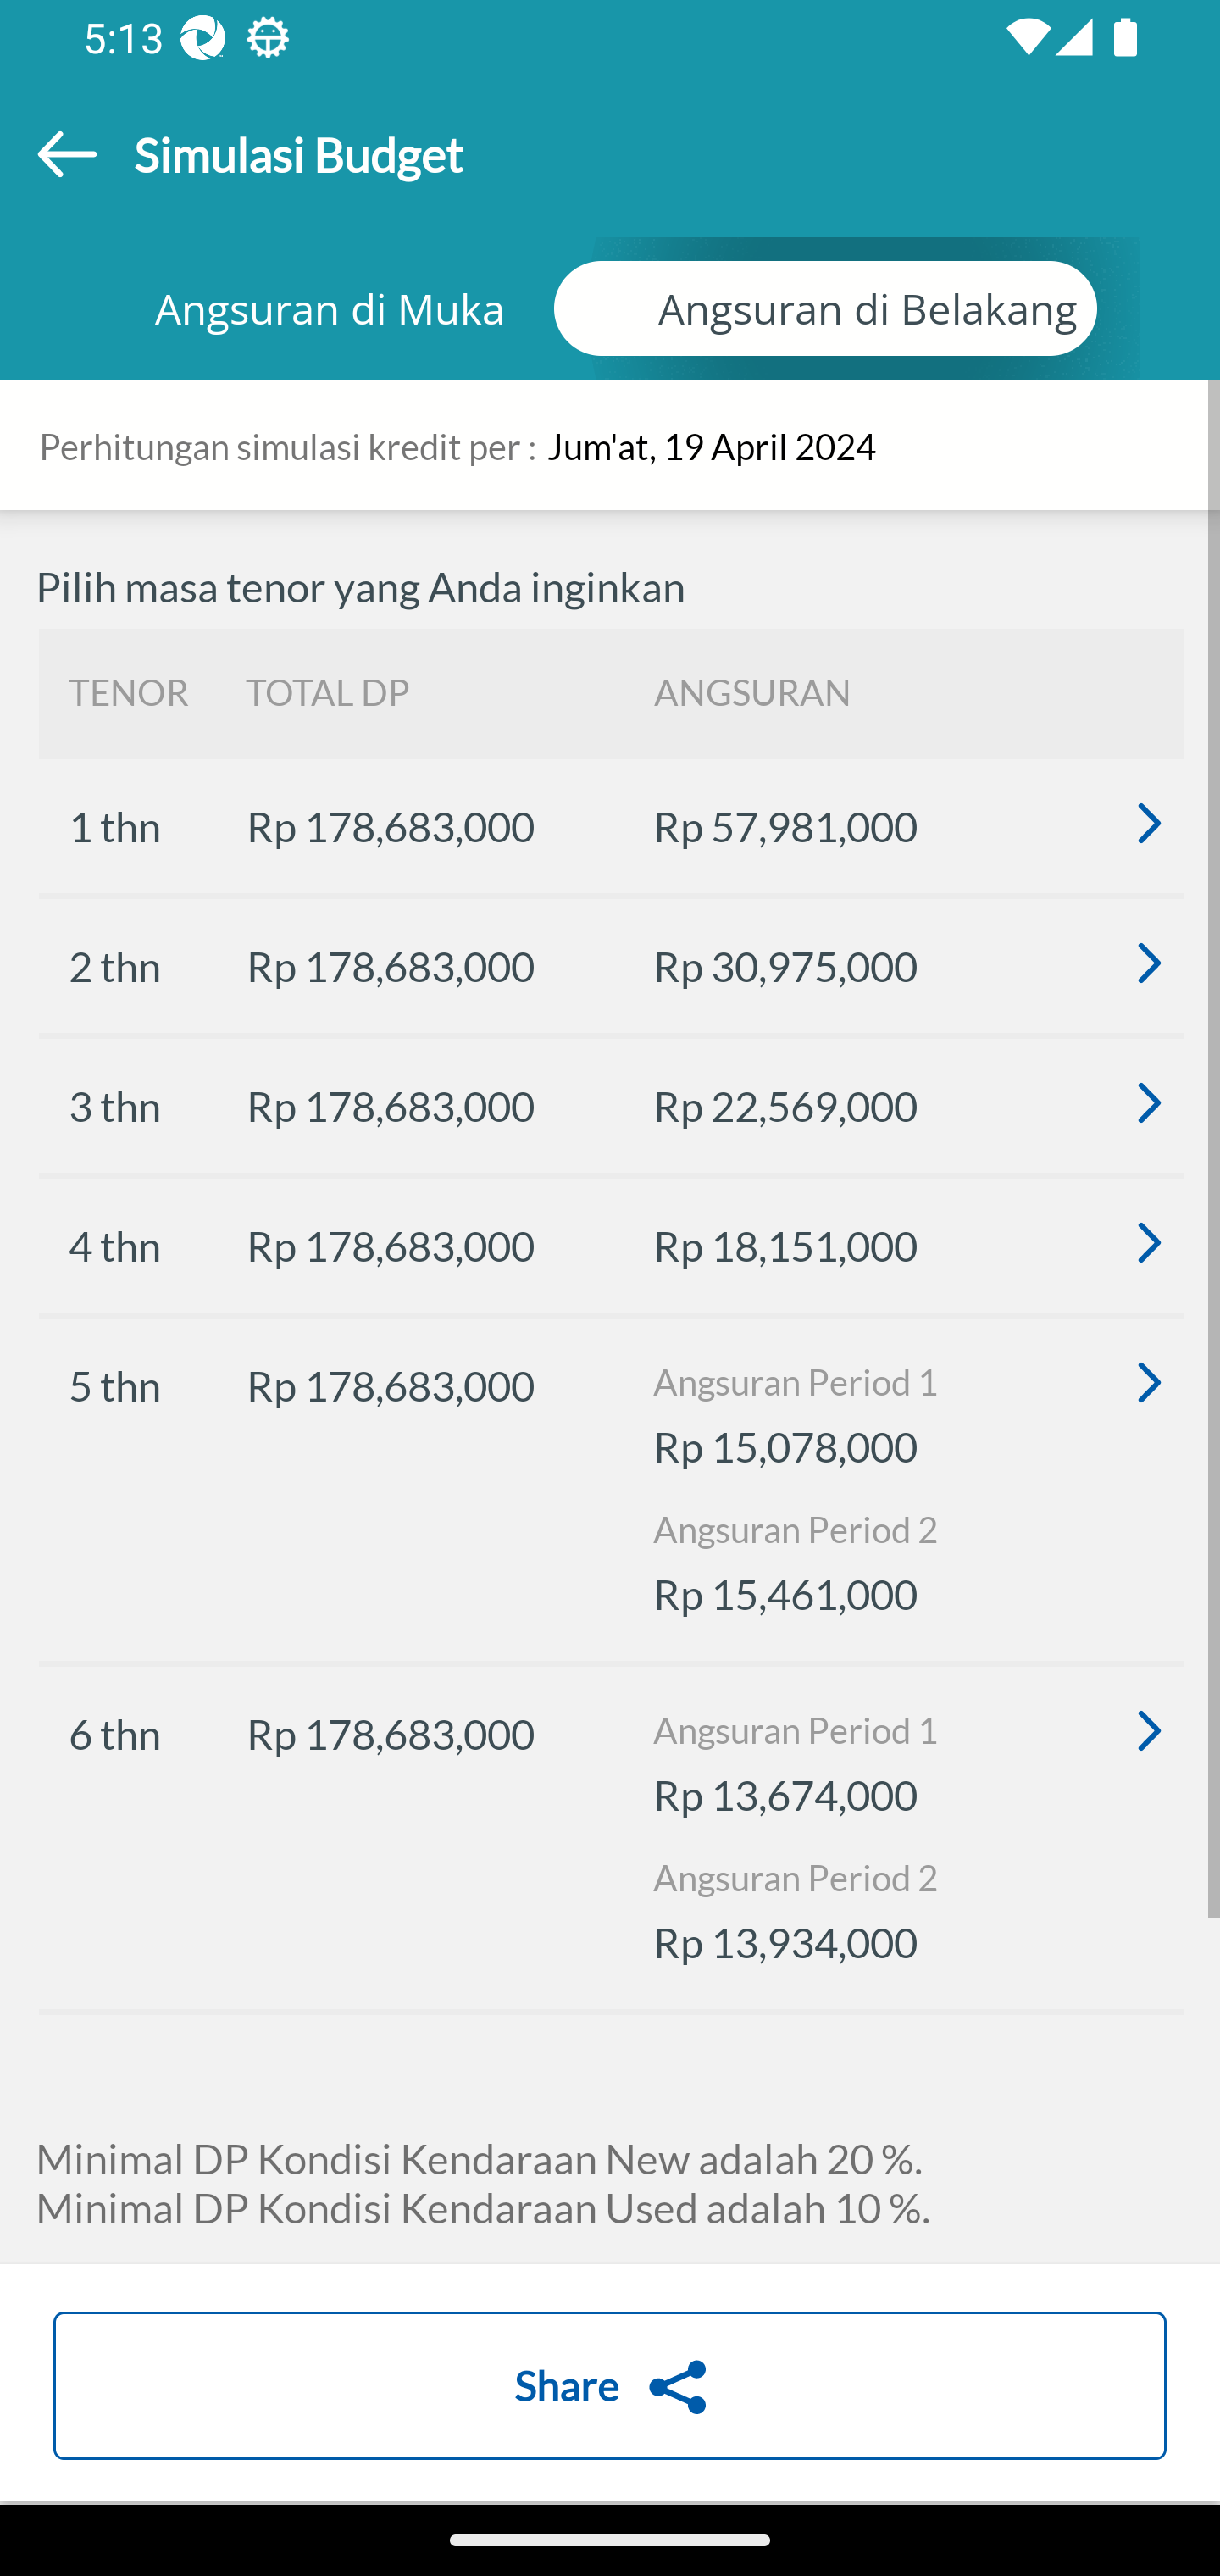 5:13
Simulasi Budget
Angsuran di Muka Angsuran di Belakang
Perhitungan simulasi kredit per : Jum'at, 19 April 2024
Pilih masa tenor yang Anda inginkan
TENOR TOTAL DP ANGSURAN
1 thn Rp 178,683,000 Rp 57,981,000
2 thn Rp 178,683,000 Rp 30,975,000
3 thn Rp 178,683,000 Rp 22,569,000
4 thn Rp 178,683,000 Rp 18,151,000
5 thn Rp 178,683,000 Angsuran Period 1
Rp 15,078,000
Angsuran Period 2
Rp 15,461,000
6 thn Rp 178,683,000 Angsuran Period 1
Rp 13,674,000
Angsuran Period 2
Rp 13,934,000
Minimal DP Kondisi Kendaraan New adalah 20 %.
Minimal DP Kondisi Kendaraan Used adalah 10 %.
Share